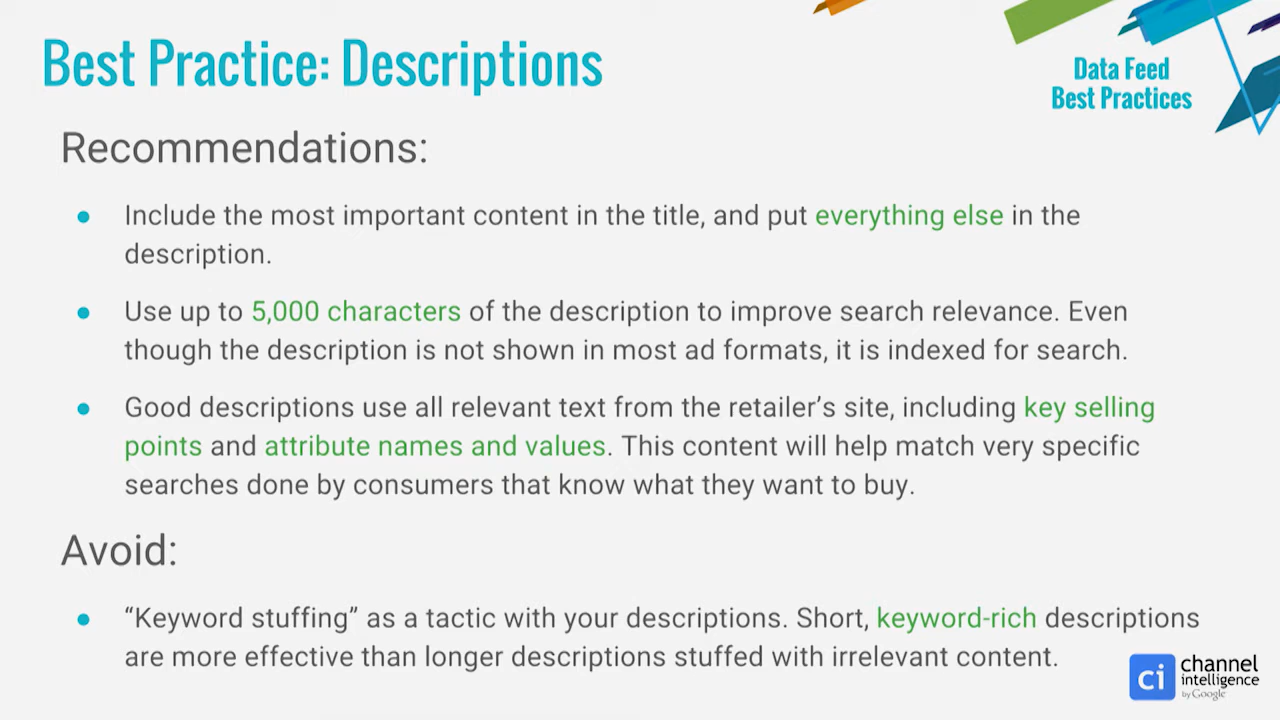 Best Practice: Descriptions
Data Feed
Best Practices
Recommendations:
● Include the most important content in the title, and put everything else in the
description.
● Use up to 5,000 characters of the description to improve search relevance. Even
though the description is not shown in most ad formats, it is indexed for search.
● Good descriptions use all relevant text from the retailer’s site, including key selling
points and attribute names and values. This content will help match very specific
searches done by consumers that know what they want to buy.
Avoid:
● “Keyword stuffing” as a tactic with your descriptions. Short, keyword-rich descriptions
are more effective than longer descriptions stuffed with irrelevant content.
ci channel
intelligence
by Google